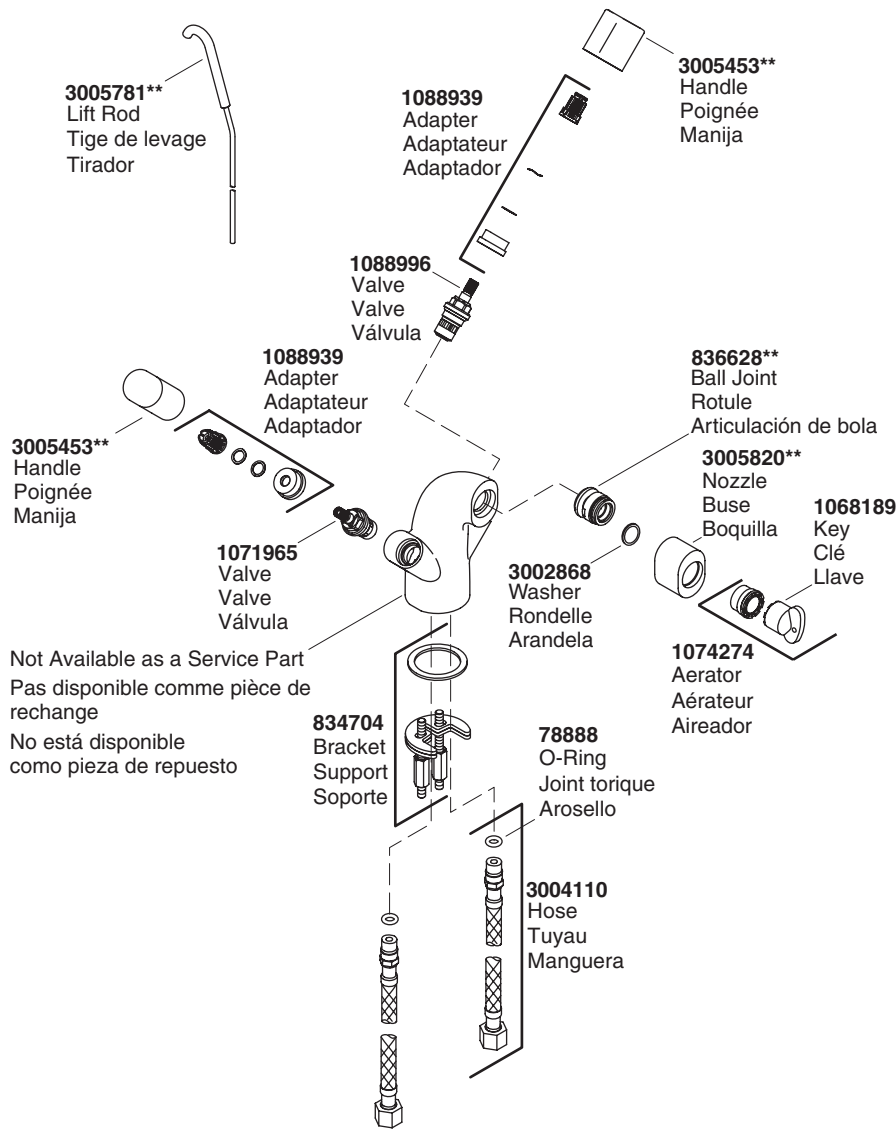 3005781**
Lift Rod
Tige de levage
Tirador
1088939
Adapter
Adaptateur
Adaptador
3005453**
Handle
Poignée
Manija
1088996
Valve
Valve
Válvula
1088939
Adapter
Adaptateur
Adaptador
3005453**
Handle
Poignée
Manija
836628**
Ball Joint
Rotule
Articulación de bola
3005820**
Nozzle
Buse
Boquilla
1068189
Key
Clé
Llave
1071965
Valve
Valve
Válvula
3002868
Washer
Rondelle
Arandela
1074274
Aerator
Aérateur
Aireador
Not Available as a Service Part
Pas disponible comme pièce de
rechange
No está disponible
como pieza de repuesto
834704
Bracket
Support
Soporte
78888
O-Ring
Joint torique
Arosello
3004110
Hose
Tuyau
Manguera